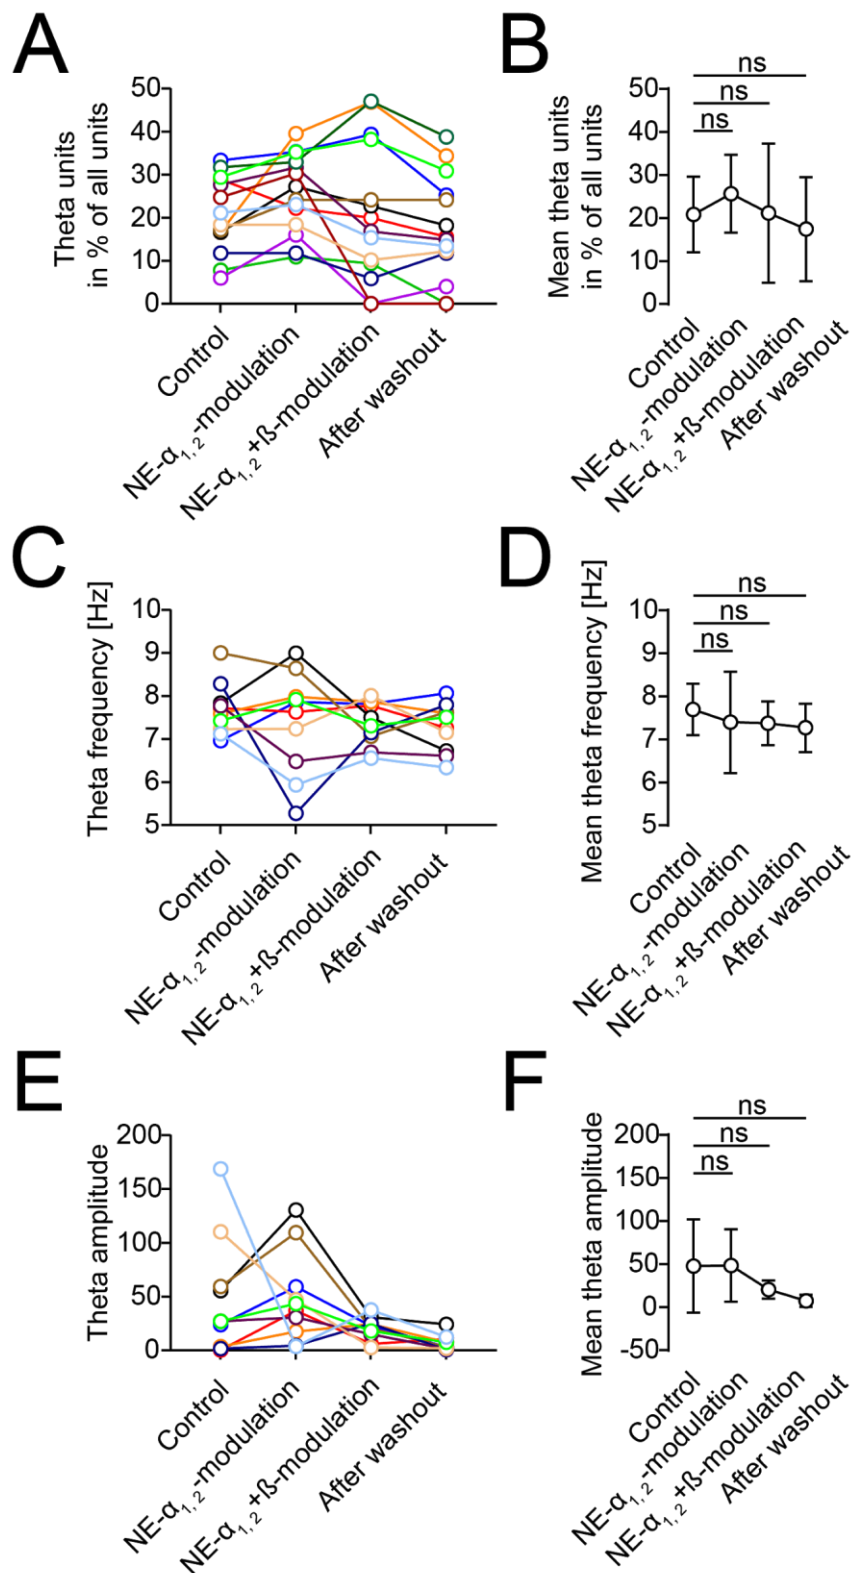 A
Theta units
in % of all units
50
40
30
20
10
0
Control
NE-α1, 2-modulation
NE-α1, 2+ß-modulation
After washout
B
Mean theta units
in % of all units
50
40
30
20
10
0
ns
ns
ns
Control
NE-α1, 2-modulation
NE-α1, 2+ß-modulation
After washout
C
Theta frequency [Hz]
10
9
8
7
6
5
Control
NE-α1, 2-modulation
NE-α1, 2+ß-modulation
After washout
D
Mean theta frequency [Hz]
10
9
8
7
6
5
ns
ns
ns
Control
NE-α1, 2-modulation
NE-α1, 2+ß-modulation
After washout
E
Theta amplitude
200
150
100
50
0
Control
NE-α1, 2-modulation
NE-α1, 2+ß-modulation
After washout
F
Mean theta amplitude
200
150
100
50
0
-50
ns
ns
ns
Control
NE-α1, 2-modulation
NE-α1, 2+ß-modulation
After washout